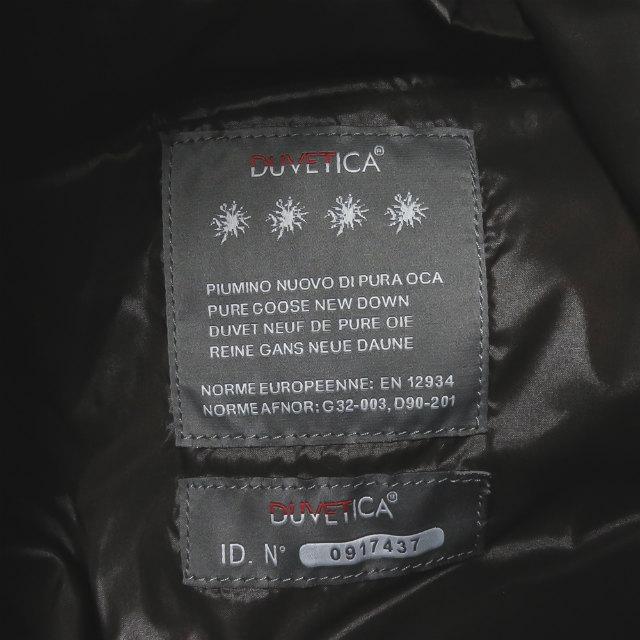 DUVETICA®
PIUMINO NUOVO DI PURA OCA
PURE GOOSE NEW DOWN
DUVET NEUF DE PURE OIE
REINE GANS NEUE DAUNE
NORME EUROPEENNE: EN 12934
NORME AFNOR: G32-003, D90-201
DUVETICA®
ID. N° 0917437